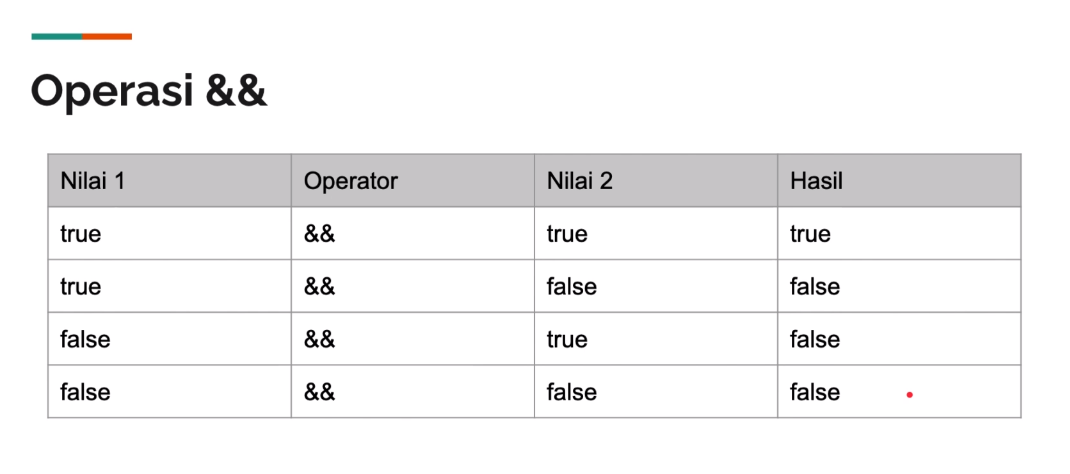 Operasi &&
Nilai 1 Operator Nilai 2 Hasil
true && true true
true && false false
false && true false
false && false false